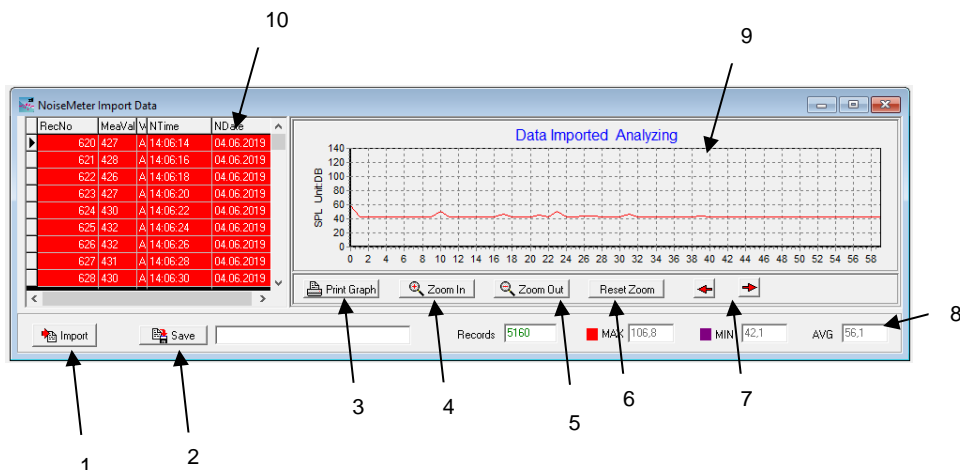 10
9
NoiseMeter Import Data
RecNo MeaVal NTime NDate
620 427 A 14:06:14 04.06.2019
621 428 A 14:06:16 04.06.2019
622 426 A 14:06:18 04.06.2019
623 427 A 14:06:20 04.06.2019
624 430 A 14:06:22 04.06.2019
625 432 A 14:06:24 04.06.2019
626 432 A 14:06:26 04.06.2019
627 431 A 14:06:28 04.06.2019
628 430 A 14:06:30 04.06.2019
Data Imported Analyzing
SPL Unit:DB
140
120
100
80
60
40
20
0
0 2 4 6 8 10 12 14 16 18 20 22 24 26 28 30 32 34 36 38 40 42 44 46 48 50 52 54 56 58
Print Graph Zoom In Zoom Out Reset Zoom
Import Save Records 5160 MAX 106,8 MIN 42,1 AVG 56,1
8
3 4 5 6 7
1 2